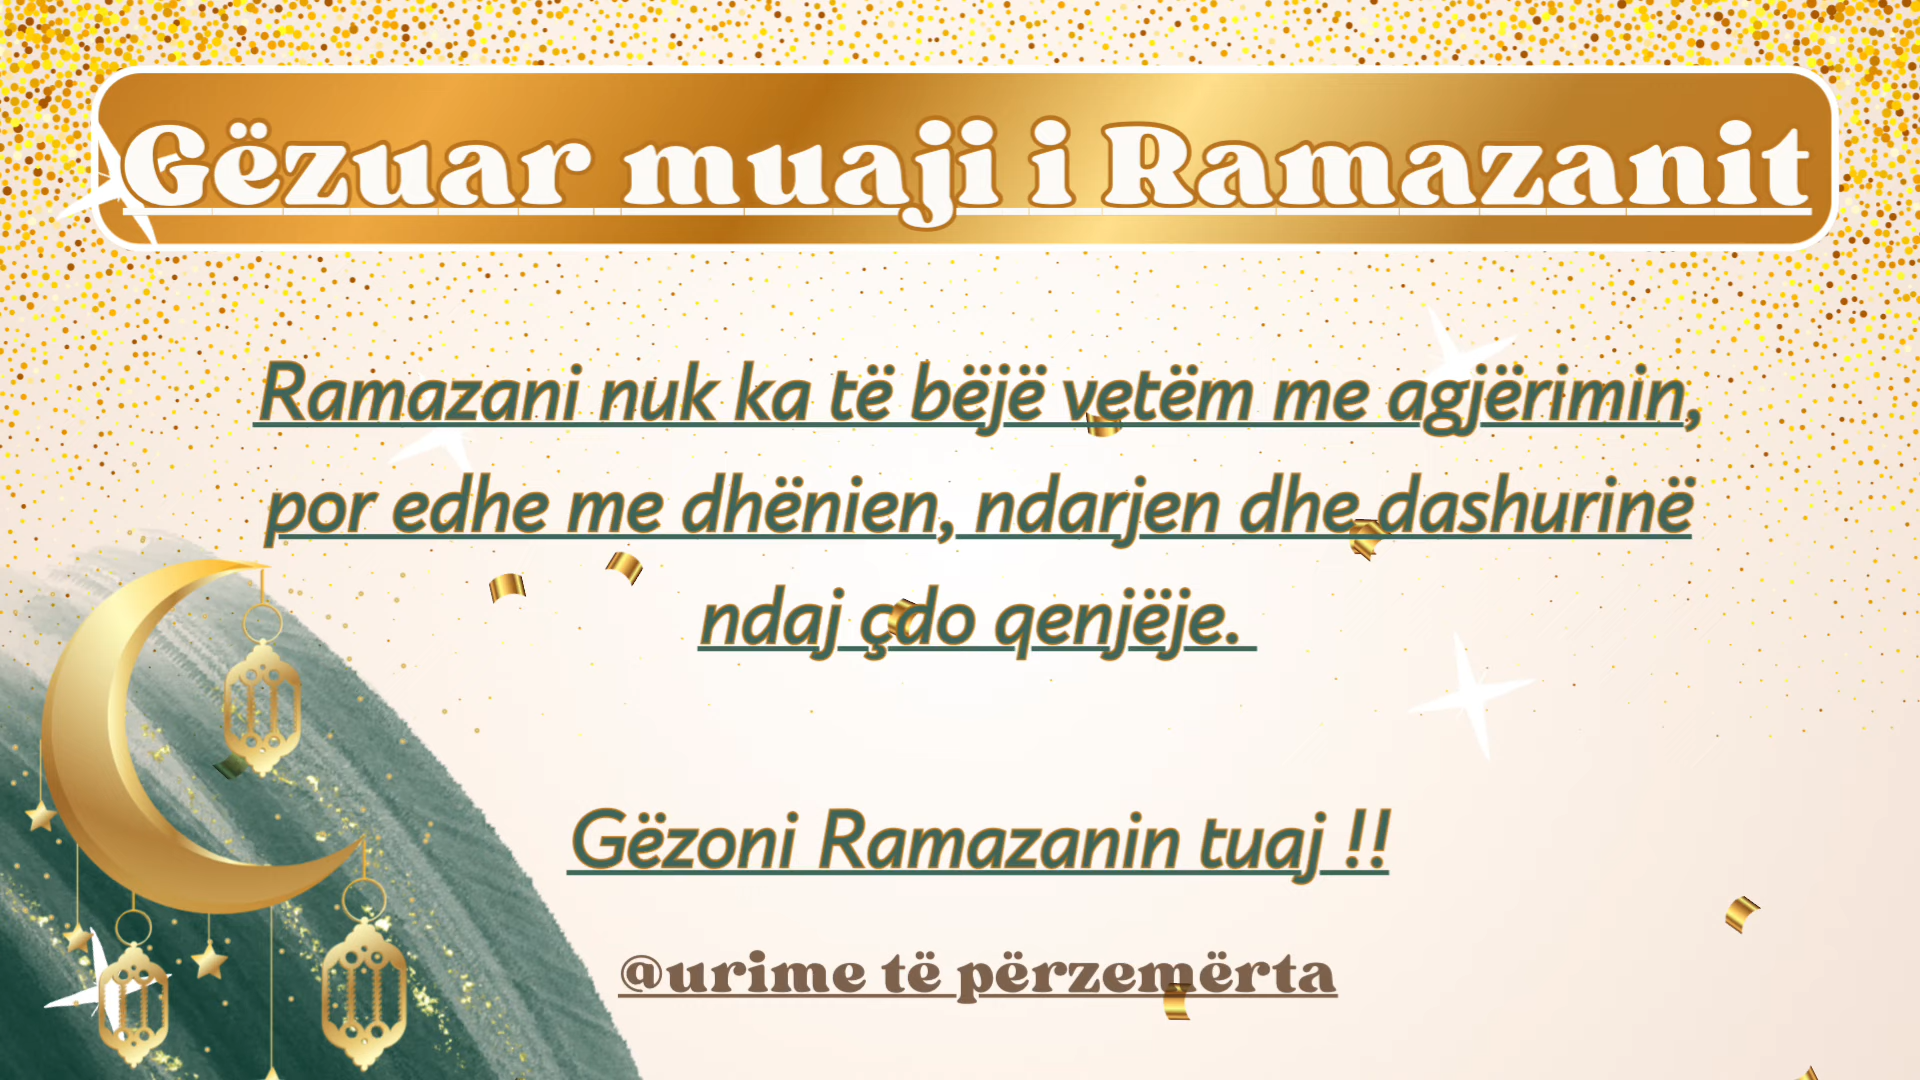 Gëzuar muaji i Ramazanit
Ramazani nuk ka të bëjë vetëm me agjërimin,
por edhe me dhënien, ndarjen dhe dashurinë
ndaj çdo qenjëje.
Gëzoni Ramazanin tuaj !!
@urime të përzemërta